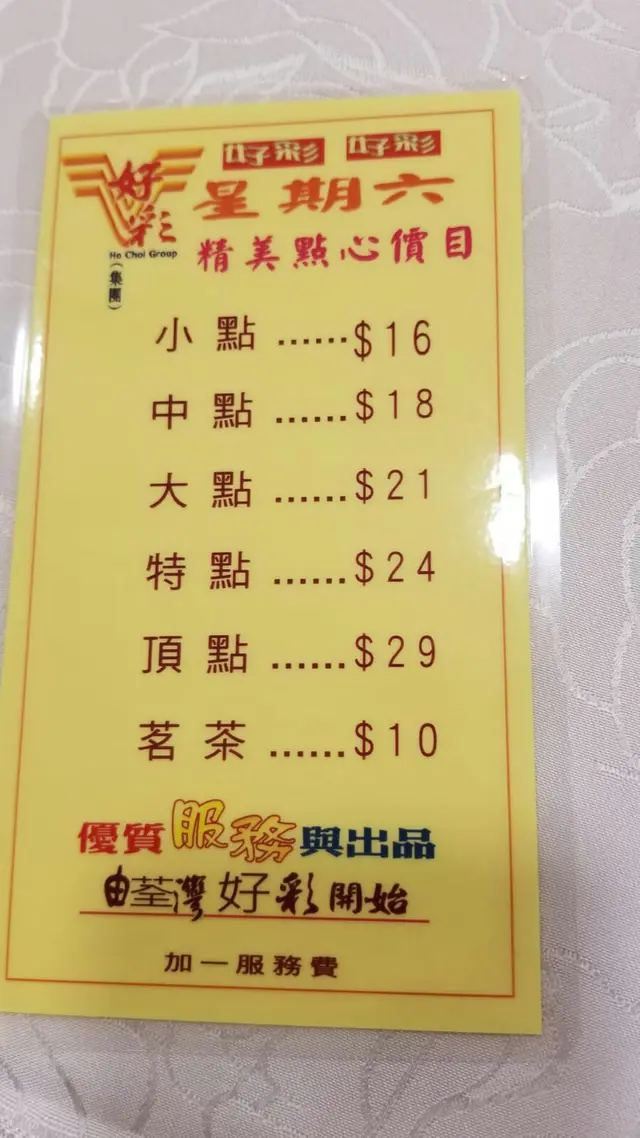 好彩 好彩
好彩
Ho Choi Group
(集團)
星期六
精美點心價目
小點 ......$16
中點 ......$18
大點 ......$21
特點 ......$24
頂點 ......$29
茗茶 ......$10
優質服務與出品
由荃灣好彩開始
加一服務費